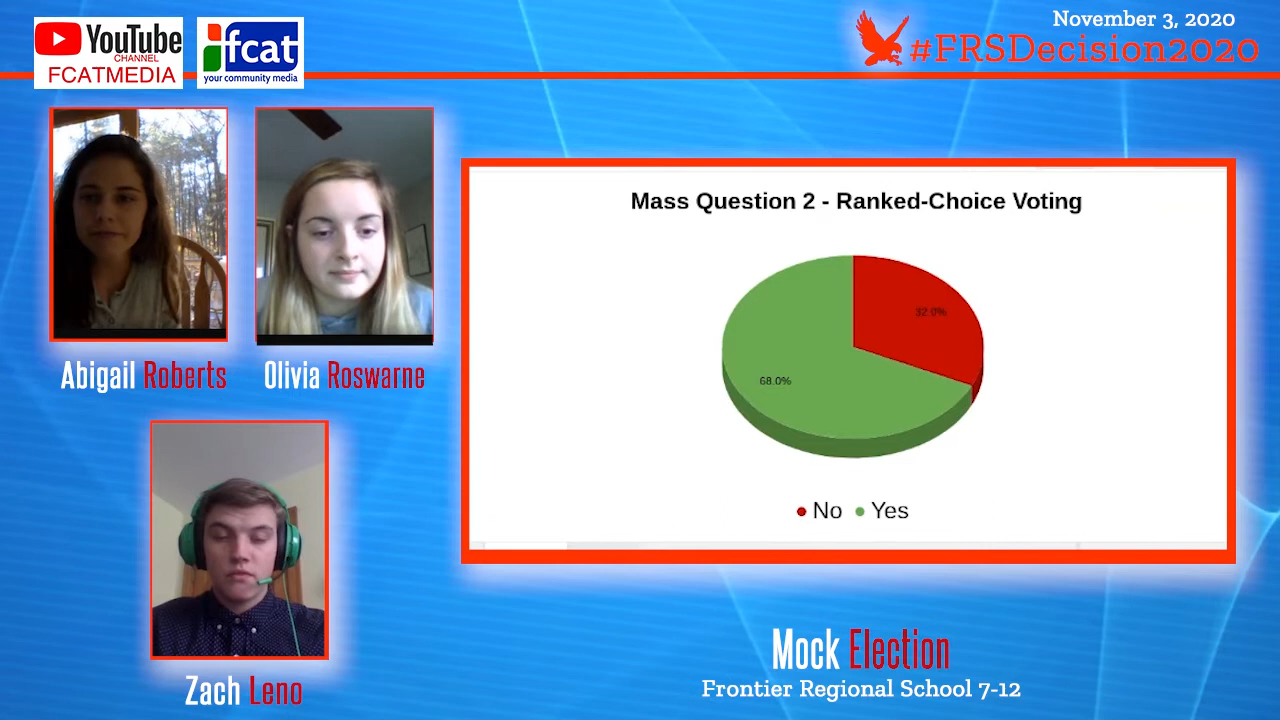 YouTube
CHANNEL
FCATMEDIA
fcat
your community media
November 3, 2020
#FRSDecision2020
Mass Question 2 - Ranked-Choice Voting
32.0%
68.0%
No Yes
Abigail Roberts
Olivia Roswarne
Zach Leno
Mock Election
Frontier Regional School 7-12